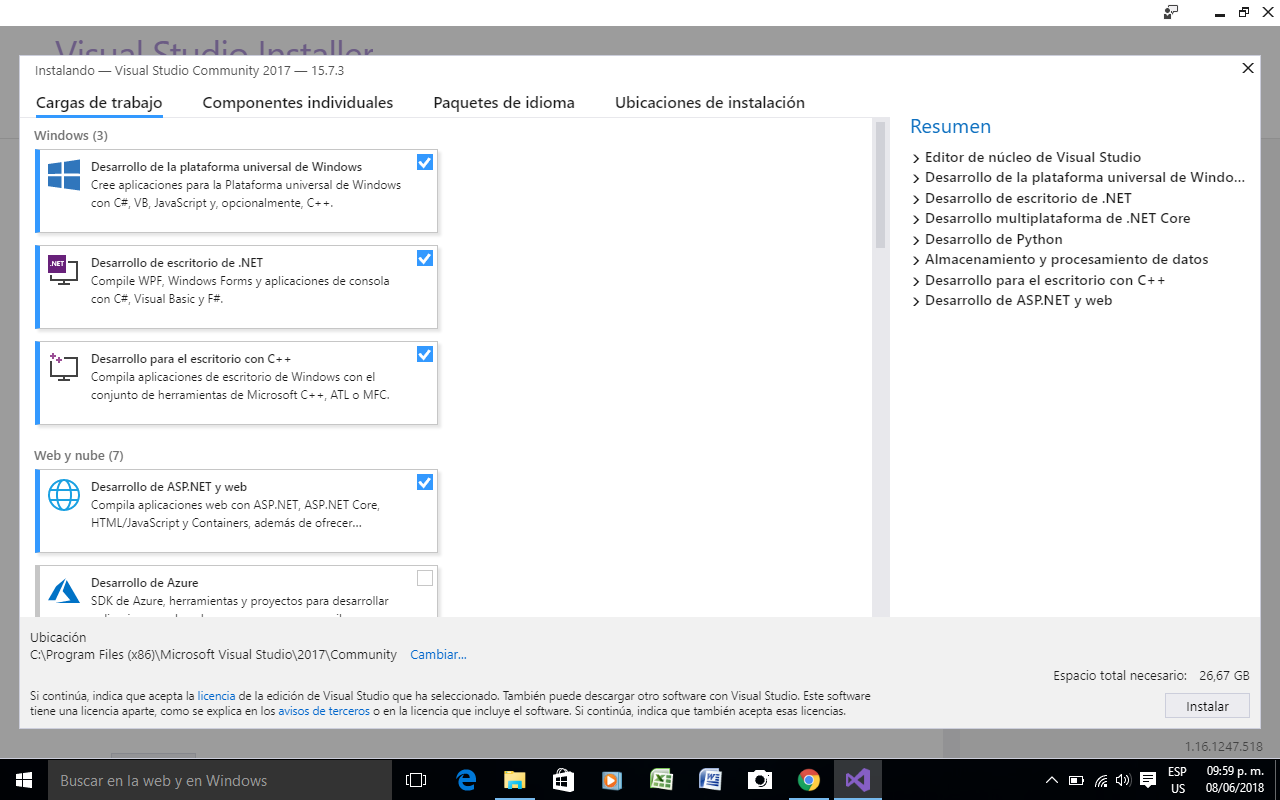 Visual Studio Installer
Instalando — Visual Studio Community 2017 — 15.7.3
Cargas de trabajo
Componentes individuales
Paquetes de idioma
Ubicaciones de instalación
Windows (3)
Desarrollo de la plataforma universal de Windows
Cree aplicaciones para la Plataforma universal de Windows
con C#, VB, JavaScript y, opcionalmente, C++.
.NET
Desarrollo de escritorio de .NET
Compile WPF, Windows Forms y aplicaciones de consola
con C#, Visual Basic y F#.
Desarrollo para el escritorio con C++
Compila aplicaciones de escritorio de Windows con el
conjunto de herramientas de Microsoft C++, ATL o MFC.
Web y nube (7)
Desarrollo de ASP.NET y web
Compila aplicaciones web con ASP.NET, ASP.NET Core,
HTML/JavaScript y Containers, además de ofrecer...
Desarrollo de Azure
SDK de Azure, herramientas y proyectos para desarrollar
Resumen
Editor de núcleo de Visual Studio
Desarrollo de la plataforma universal de Windo...
Desarrollo de escritorio de .NET
Desarrollo multiplataforma de .NET Core
Desarrollo de Python
Almacenamiento y procesamiento de datos
Desarrollo para el escritorio con C++
Desarrollo de ASP.NET y web
Ubicación
C:\Program Files (x86)\Microsoft Visual Studio\2017\Community Cambiar...
Espacio total necesario: 26,67 GB
Si continúa, indica que acepta la licencia de la edición de Visual Studio que ha seleccionado. También puede descargar otro software con Visual Studio. Este software
tiene una licencia aparte, como se explica en los avisos de terceros o en la licencia que incluye el software. Si continúa, indica que también acepta esas licencias.
Instalar
1.16.1247.518
Buscar en la web y en Windows
ESP
US
09:59 p. m.
08/06/2018